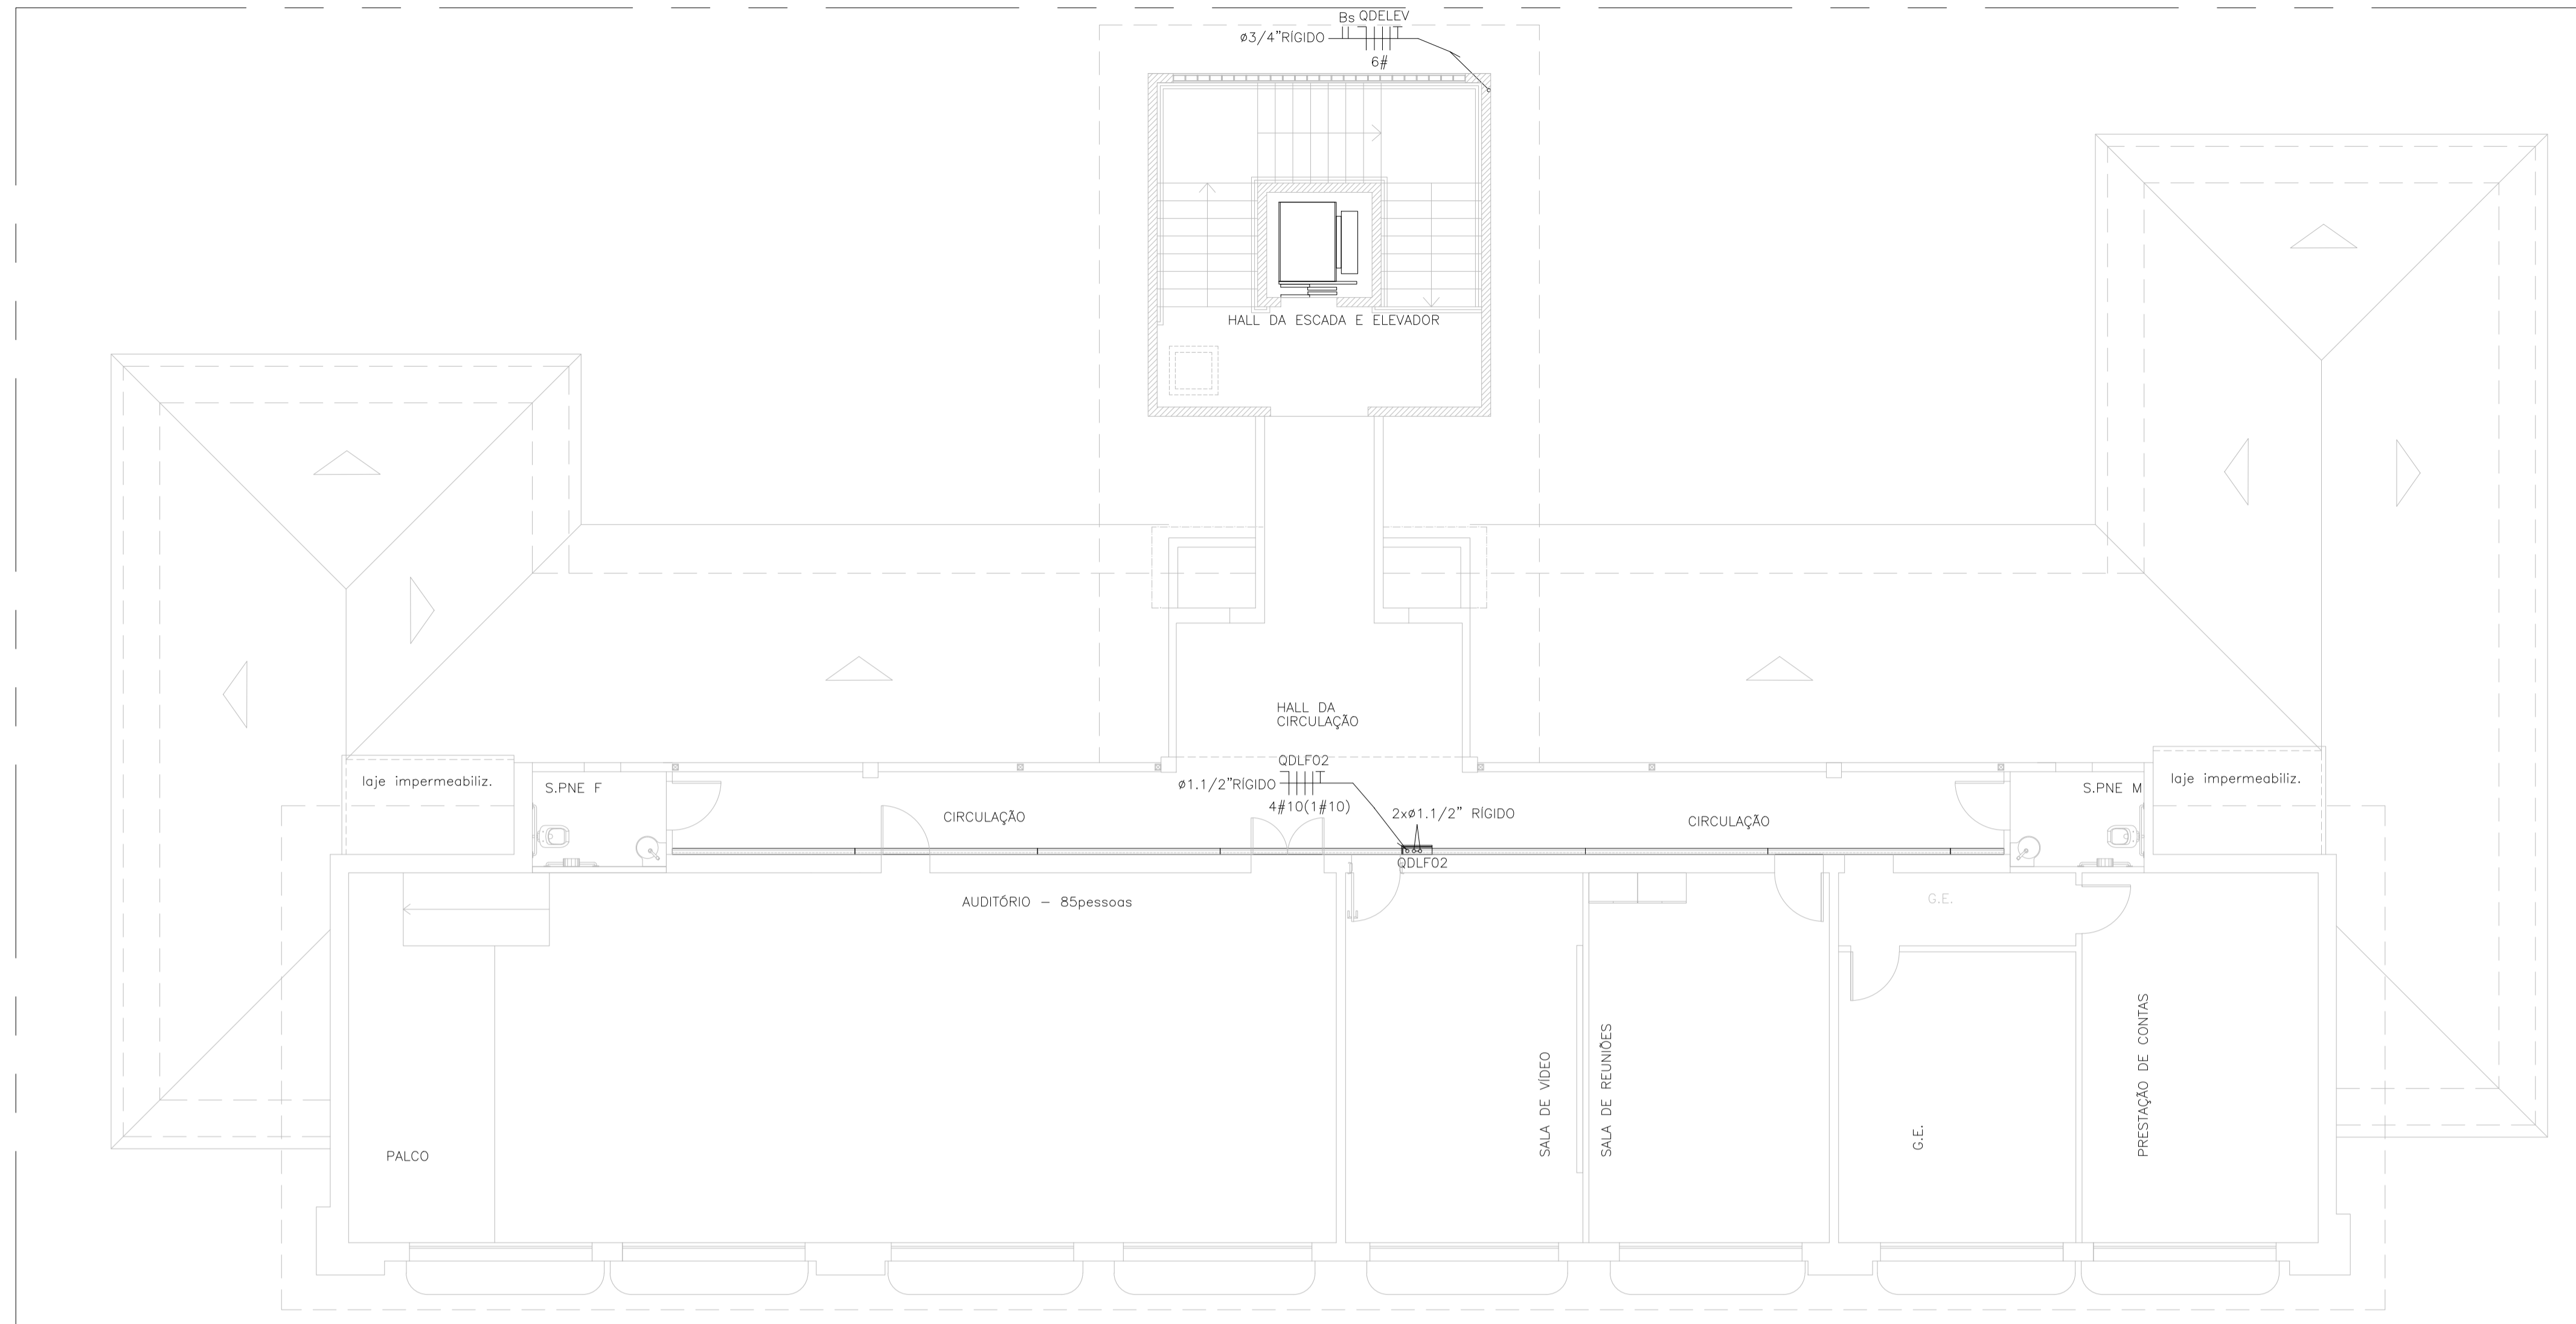 Bs QDELEV
ø3/4"RÍGIDO
6#
HALL DA ESCADA E ELEVADOR
HALL DA
CIRCULAÇÃO
QDLF02
ø1.1/2"RÍGIDO
4#10(1#10)
2xø1.1/2" RÍGIDO
QDLF02
laje impermeabiliz.
S.PNE F
CIRCULAÇÃO
CIRCULAÇÃO
S.PNE M
laje impermeabiliz.
AUDITÓRIO - 85pessoas
G.E.
PALCO
SALA DE VÍDEO
SALA DE REUNIÕES
G.E.
PRESTAÇÃO DE CONTAS